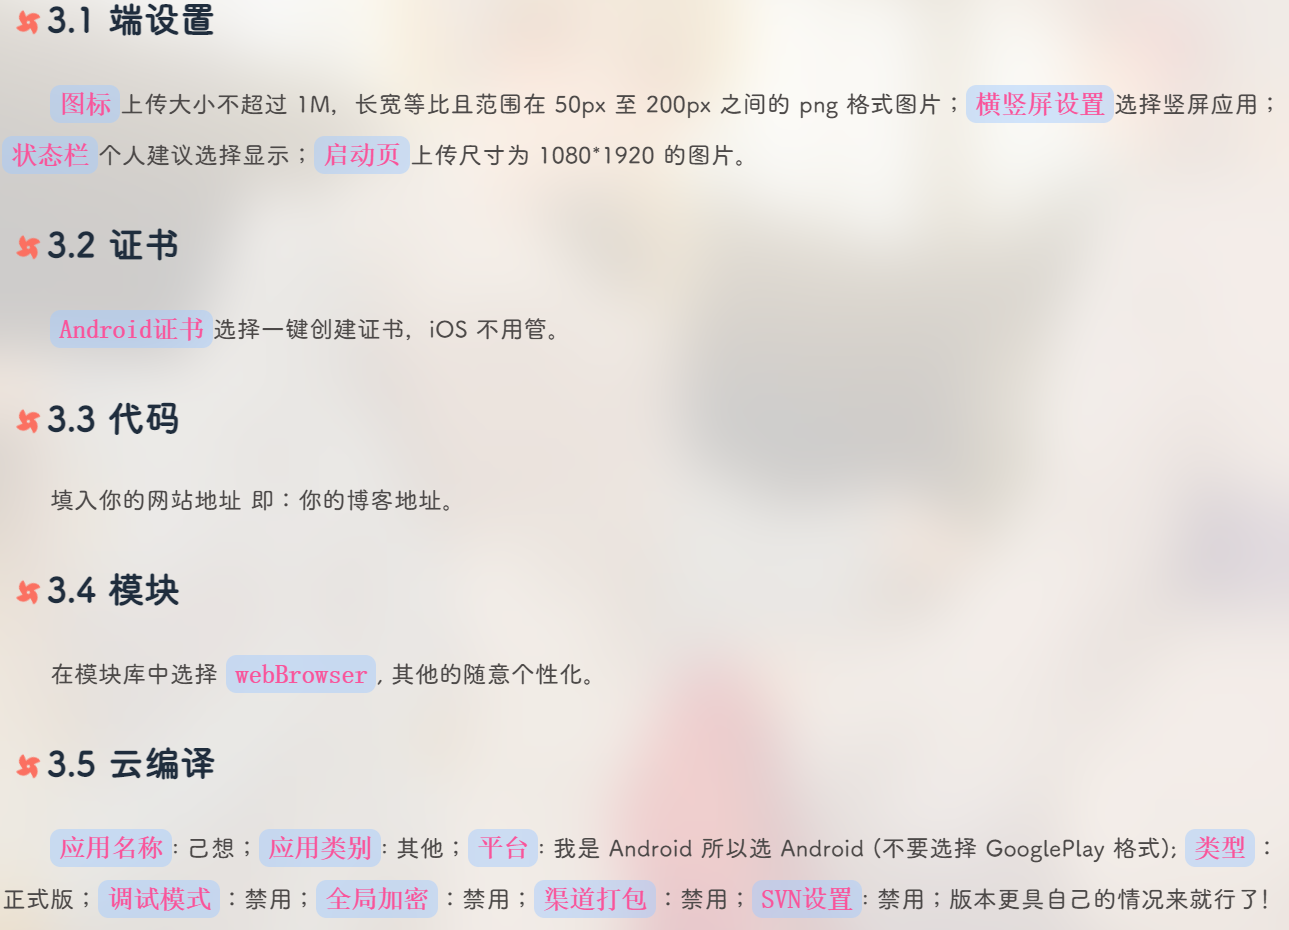 3.1 端设置
图标上传大小不超过 1M，长宽等比且范围在 50px 至 200px 之间的 png 格式图片；横竖屏设置选择竖屏应用；
状态栏个人建议选择显示；启动页上传尺寸为 1080*1920 的图片。
3.2 证书
Android证书选择一键创建证书，iOS 不用管。
3.3 代码
填入你的网站地址 即：你的博客地址。
3.4 模块
在模块库中选择 webBrowser, 其他的随意个性化。
3.5 云编译
应用名称: 己想；应用类别: 其他；平台: 我是 Android 所以选 Android (不要选择 GooglePlay 格式); 类型：
正式版；调试模式：禁用；全局加密：禁用；渠道打包：禁用；SVN设置: 禁用；版本更具自己的情况来就行了!